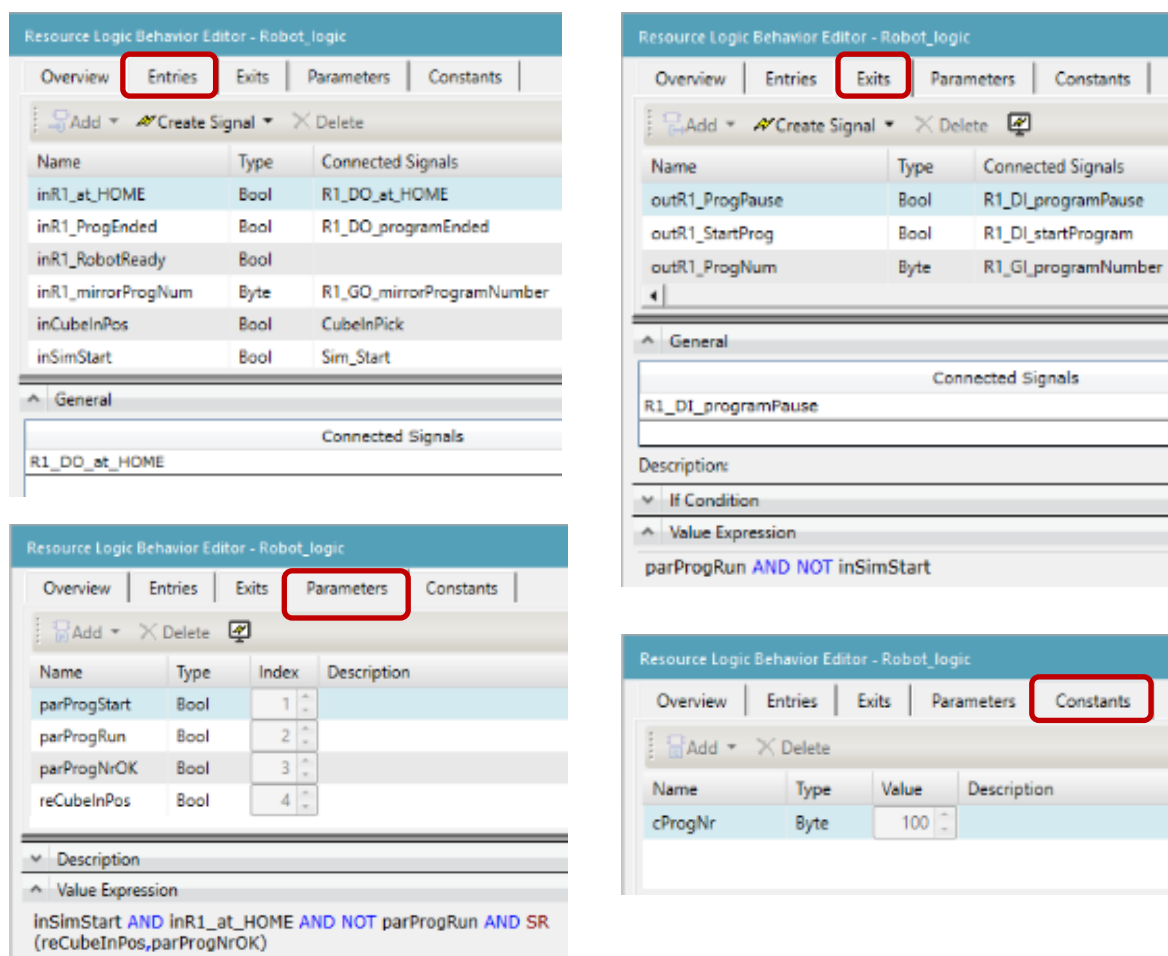 Resource Logic Behavior Editor - Robot_logic
Overview Entries Exits Parameters Constants
Add Create Signal Delete
Name Type Connected Signals
inR1_at_HOME Bool R1_DO_at_HOME
inR1_ProgEnded Bool R1_DO_programEnded
inR1_RobotReady Bool
inR1_mirrorProgNum Byte R1_GO_mirrorProgramNumber
inCubeInPos Bool CubeInPick
inSimStart Bool Sim_Start
General
Connected Signals
R1_DO_at_HOME
Resource Logic Behavior Editor - Robot_logic
Overview Entries Exits Parameters Constants
Add Create Signal Delete
Name Type Connected Signals
outR1_ProgPause Bool R1_DI_programPause
outR1_StartProg Bool R1_DI_startProgram
outR1_ProgNum Byte R1_GI_programNumber
General
Connected Signals
R1_DI_programPause
Description:
If Condition
Value Expression
parProgRun AND NOT inSimStart
Resource Logic Behavior Editor - Robot_logic
Overview Entries Exits Parameters Constants
Add Delete
Name Type Index Description
parProgStart Bool 1
parProgRun Bool 2
parProgNrOK Bool 3
reCubeInPos Bool 4
Description
Value Expression
inSimStart AND inR1_at_HOME AND NOT parProgRun AND SR
(reCubeInPos,parProgNrOK)
Resource Logic Behavior Editor - Robot_logic
Overview Entries Exits Parameters Constants
Add Delete
Name Type Value Description
cProgNr Byte 100